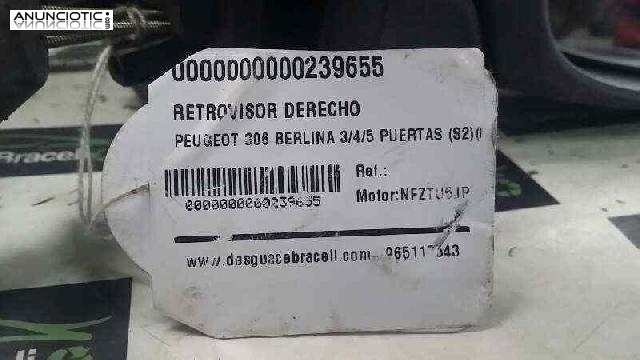 ANUNCIOTIC
0000000000239655
RETROVISOR DERECHO
PEUGEOT 306 BERLINA 3/4/5 PUERTAS (S2)0
Ref.:
Motor:NFZTU5JP
0000000000239655
www.desguacebracell.com